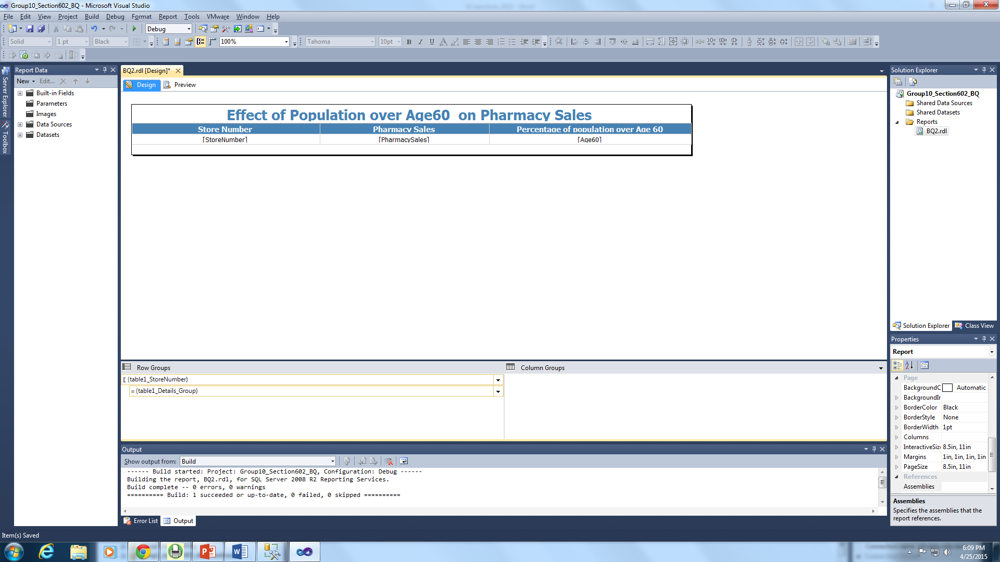 Group10_Section602_BQ - Microsoft Visual Studio
File Edit View Project Build Debug Format Report Tools VMware Window Help
Debug
Solid 1 pt Black 100% Tahoma 10pt B I U A
Server Explorer
Toolbox
Report Data
New Edit...
Built-in Fields
Parameters
Images
Data Sources
Datasets
BQ2.rdl [Design]*
Design Preview
Effect of Population over Age60 on Pharmacy Sales
Store Number Pharmacy Sales Percentage of population over Age 60
[StoreNumber] [PharmacySales] [Age60]
Row Groups Column Groups
(table1_StoreNumber)
(table1_Details_Group)
Output
Show output from: Build
------ Build started: Project: Group10_Section602_BQ, Configuration: Debug ------
Building the report, BQ2.rdl, for SQL Server 2008 R2 Reporting Services.
Build complete -- 0 errors, 0 warnings
========== Build: 1 succeeded or up-to-date, 0 failed, 0 skipped ==========
Error List Output
Solution Explorer
Group10_Section602_BQ
Shared Data Sources
Shared Datasets
Reports
BQ2.rdl
Solution Explorer Class View
Properties
Report
Page
BackgroundC Automatic
BackgroundIr
BorderColor Black
BorderStyle None
BorderWidth 1pt
Columns
InteractiveSiz 8.5in, 11in
Margins 1in, 1in, 1in, 1in
PageSize 8.5in, 11in
References
Assemblies
Assemblies
Specifies the assemblies that the
report references.
Item(s) Saved
6:09 PM
4/25/2015